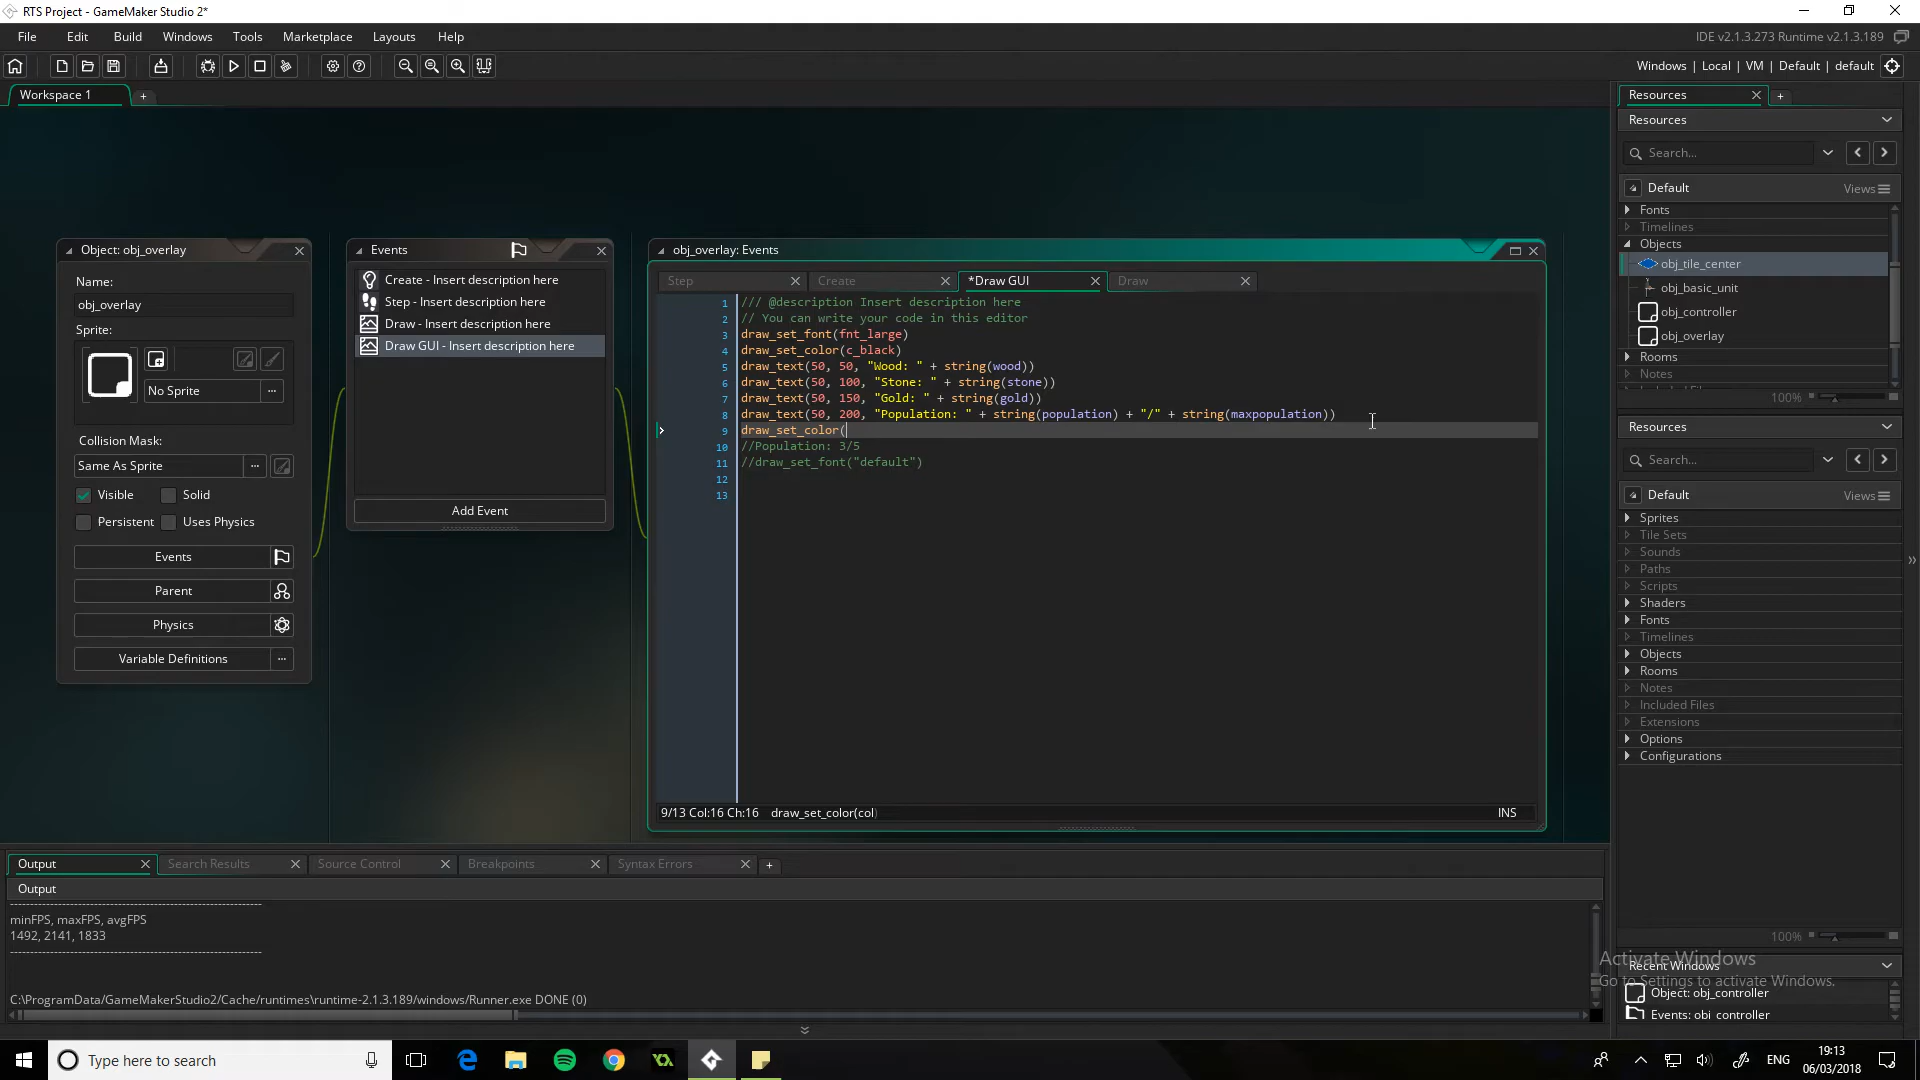 RTS Project - GameMaker Studio 2*
File Edit Build Windows Tools Marketplace Layouts Help
IDE v2.1.3.273 Runtime v2.1.3.189
Windows | Local | VM | Default | default
Workspace 1 +
Resources
Resources
Search...
Default Views
Fonts
Timelines
Objects
obj_tile_center
obj_basic_unit
obj_controller
obj_overlay
Rooms
Notes
100%
Resources
Search...
Default Views
Sprites
Tile Sets
Sounds
Paths
Scripts
Shaders
Fonts
Timelines
Objects
Rooms
Notes
Included Files
Extensions
Options
Configurations
100%
Activate Windows
Go to Settings to activate Windows.
Recent Windows
Object: obj_controller
Events: obj_controller
Object: obj_overlay
Name:
obj_overlay
Sprite:
No Sprite ...
Collision Mask:
Same As Sprite ...
Visible Solid
Persistent Uses Physics
Events
Parent
Physics
Variable Definitions ...
Events
Create - Insert description here
Step - Insert description here
Draw - Insert description here
Draw GUI - Insert description here
Add Event
obj_overlay: Events
Step Create *Draw GUI Draw
1 /// @description Insert description here
2 // You can write your code in this editor
3 draw_set_font(fnt_large)
4 draw_set_color(c_black)
5 draw_text(50, 50, "Wood: " + string(wood))
6 draw_text(50, 100, "Stone: " + string(stone))
7 draw_text(50, 150, "Gold: " + string(gold))
8 draw_text(50, 200, "Population: " + string(population) + "/" + string(maxpopulation))
9 draw_set_color(
10 //Population: 3/5
11 //draw_set_font("default")
12
13
9/13 Col:16 Ch:16 draw_set_color(col) INS
Output Search Results Source Control Breakpoints Syntax Errors +
Output
minFPS, maxFPS, avgFPS
1492, 2141, 1833
C:\ProgramData/GameMakerStudio2/Cache/runtimes\runtime-2.1.3.189/windows/Runner.exe DONE (0)
Type here to search
ENG
19:13
06/03/2018